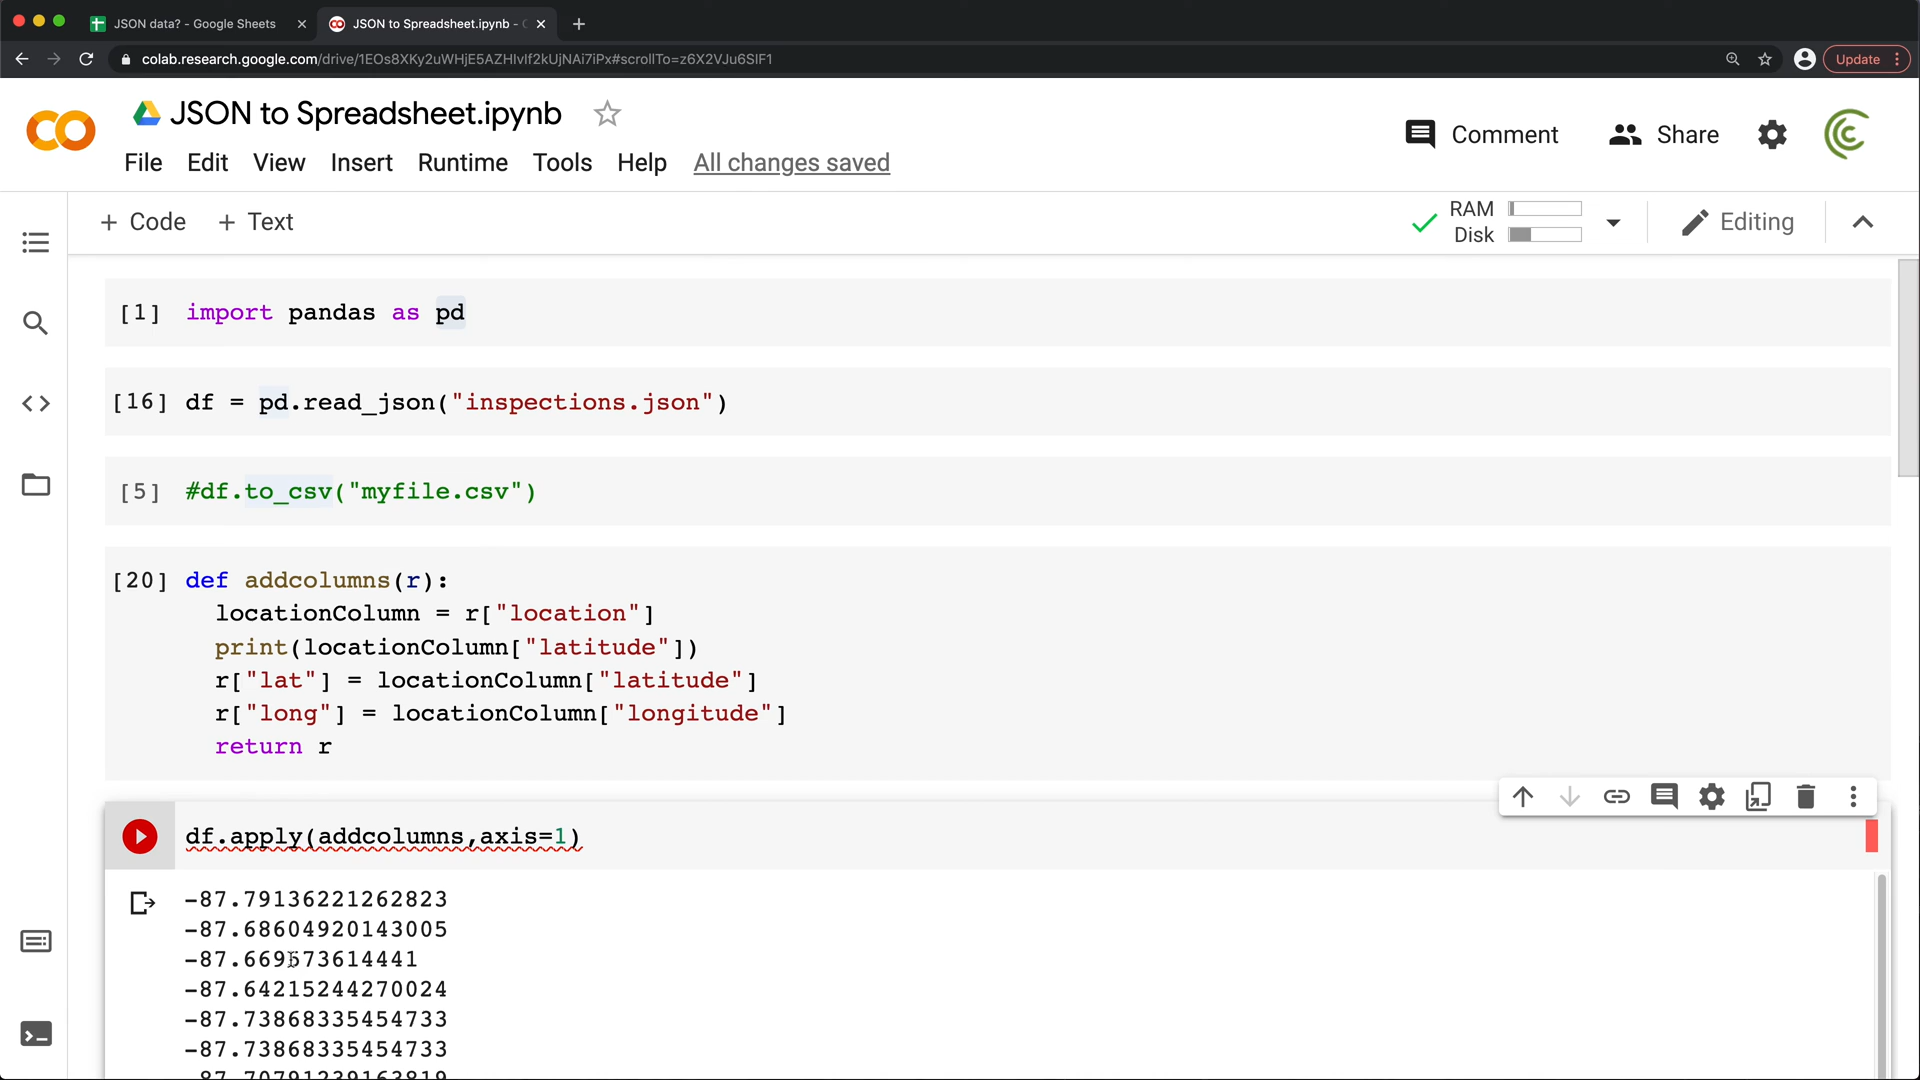 JSON data? - Google Sheets
JSON to Spreadsheet.ipynb -
colab.research.google.com/drive/1EOs8XKy2uWHjE5AZHIvIf2kUjNAi7iPx#scrollTo=z6X2VJu6SIF1
Update
JSON to Spreadsheet.ipynb
Comment
Share
File Edit View Insert Runtime Tools Help All changes saved
+ Code + Text
RAM
Disk
Editing
[1] import pandas as pd
[16] df = pd.read_json("inspections.json")
[5] #df.to_csv("myfile.csv")
[20] def addcolumns(r):
locationColumn = r["location"]
print(locationColumn["latitude"])
r["lat"] = locationColumn["latitude"]
r["long"] = locationColumn["longitude"]
return r
df.apply(addcolumns,axis=1)
-87.79136221262823
-87.68604920143005
-87.669573614441
-87.64215244270024
-87.73868335454733
-87.73868335454733
-87.70791239163819